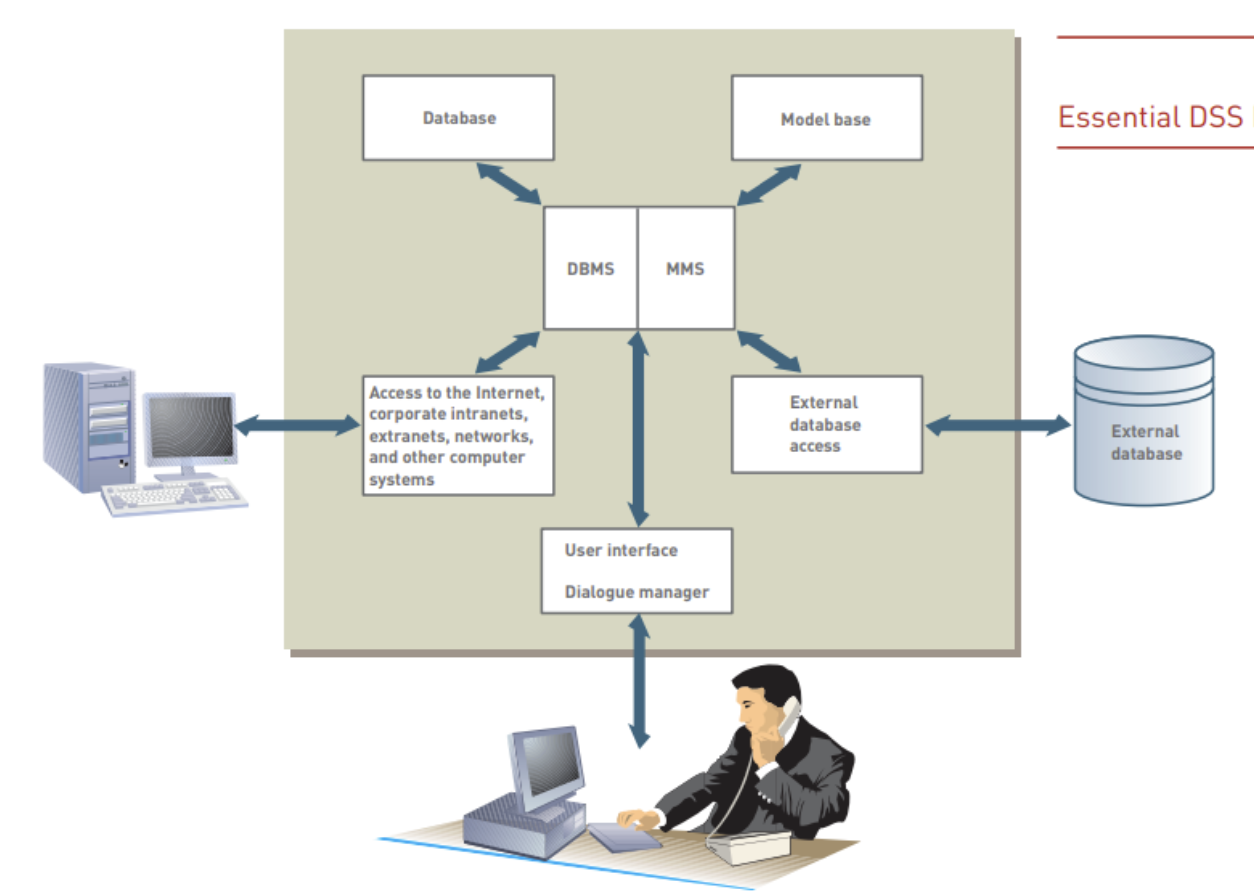 Essential DSS
Database
Model base
DBMS
MMS
Access to the Internet,
corporate intranets,
extranets, networks,
and other computer
systems
External
database
access
External
database
User interface
Dialogue manager